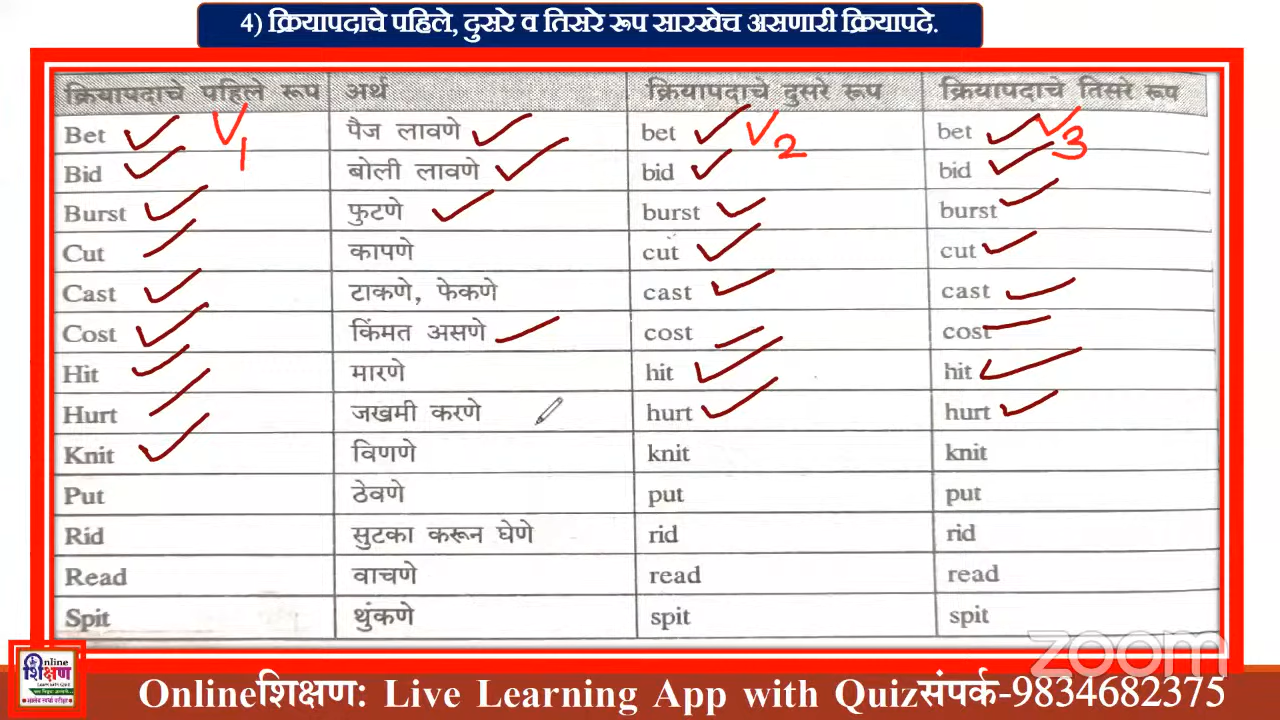 4) क्रियापदाचे पहिले, दुसरे व तिसरे रूप सारखेच असणारी क्रियापदे.
क्रियापदाचे पहिले रूप अर्थ क्रियापदाचे दुसरे रूप क्रियापदाचे तिसरे रूप
Bet V1 पैज लावणे bet V2 bet V3
Bid बोली लावणे bid bid
Burst फुटणे burst burst
Cut कापणे cut cut
Cast टाकणे, फेकणे cast cast
Cost किंमत असणे cost cost
Hit मारणे hit hit
Hurt जखमी करणे hurt hurt
Knit विणणे knit knit
Put ठेवणे put put
Rid सुटका करून घेणे rid rid
Read वाचणे read read
Spit थुंकणे spit spit
zoom
Online
शिक्षण
Onlineशिक्षण: Live Learning App with Quizसंपर्क-9834682375